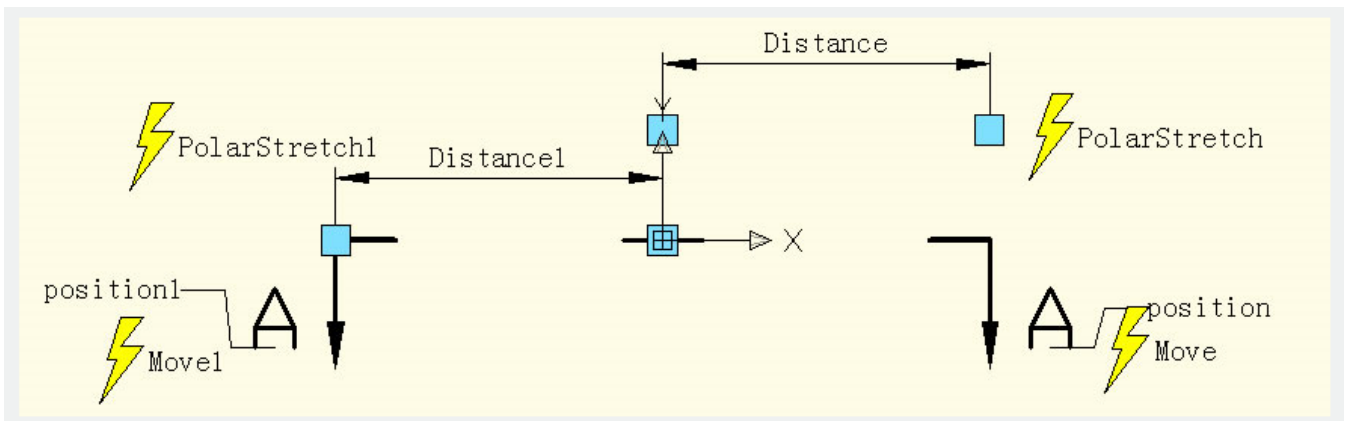 Distance
PolarStretch1
PolarStretch
Distance1
Y
X
position1
A
A
position
Move1
Move